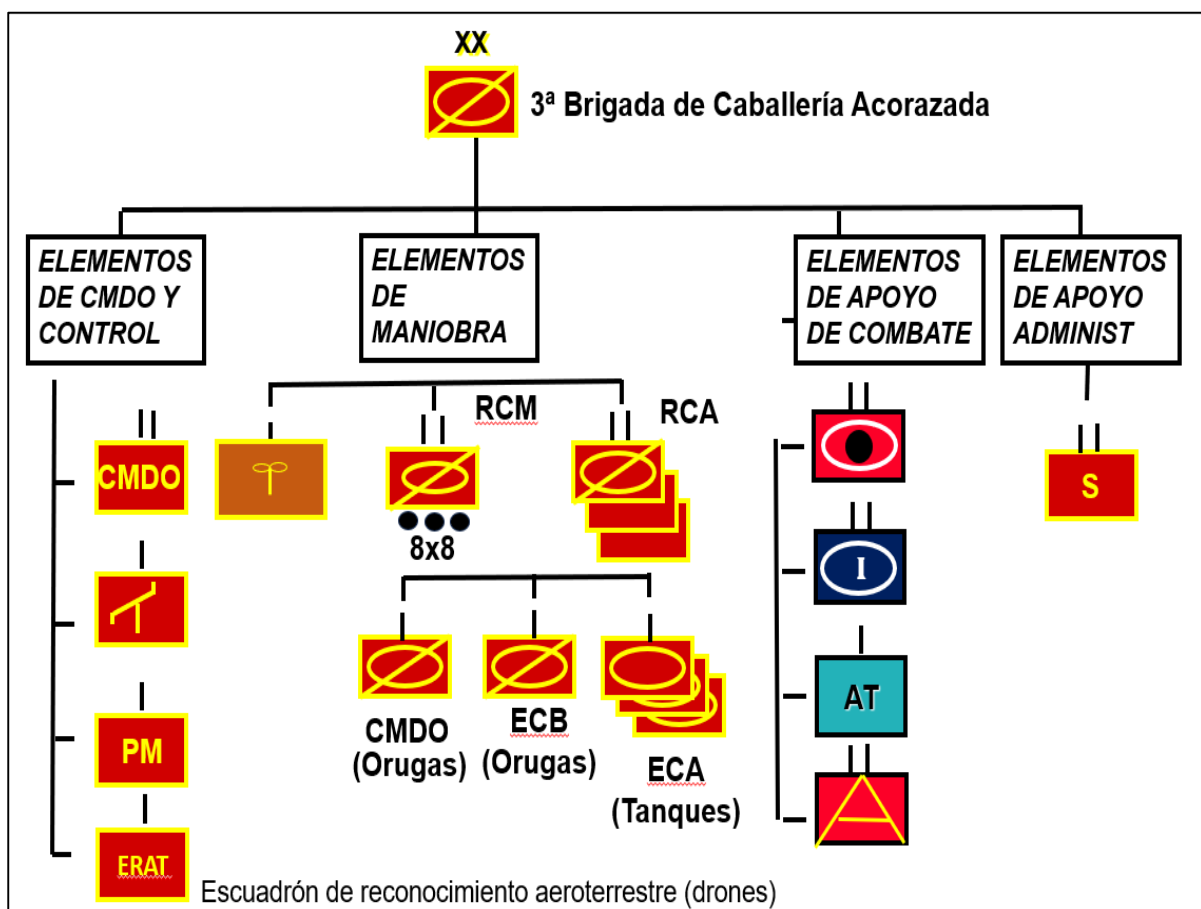 XX
3ª Brigada de Caballería Acorazada
ELEMENTOS
DE CMDO Y
CONTROL
ELEMENTOS
DE
MANIOBRA
ELEMENTOS
DE APOYO
DE COMBATE
ELEMENTOS
DE APOYO
ADMINIST
RCM
RCA
CMDO
S
8x8
I
CMDO
(Orugas)
ECB
(Orugas)
ECA
(Tanques)
PM
AT
ERAT
Escuadrón de reconocimiento aeroterrestre (drones)